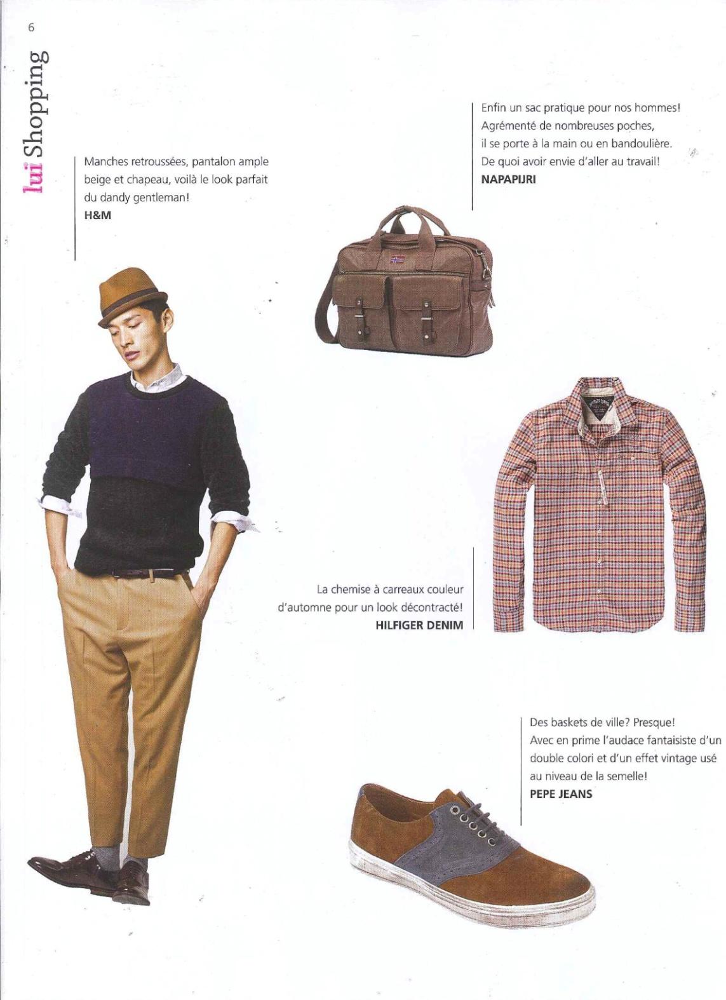 6
lui Shopping
Manches retroussées, pantalon ample
beige et chapeau, voilà le look parfait
du dandy gentleman!
H&M
Enfin un sac pratique pour nos hommes!
Agrémenté de nombreuses poches,
il se porte à la main ou en bandoulière.
De quoi avoir envie d'aller au travail!
NAPAPIJRI
La chemise à carreaux couleur
d'automne pour un look décontracté!
HILFIGER DENIM
Des baskets de ville? Presque!
Avec en prime l'audace fantaisiste d'un
double colori et d'un effet vintage usé
au niveau de la semelle!
PEPE JEANS